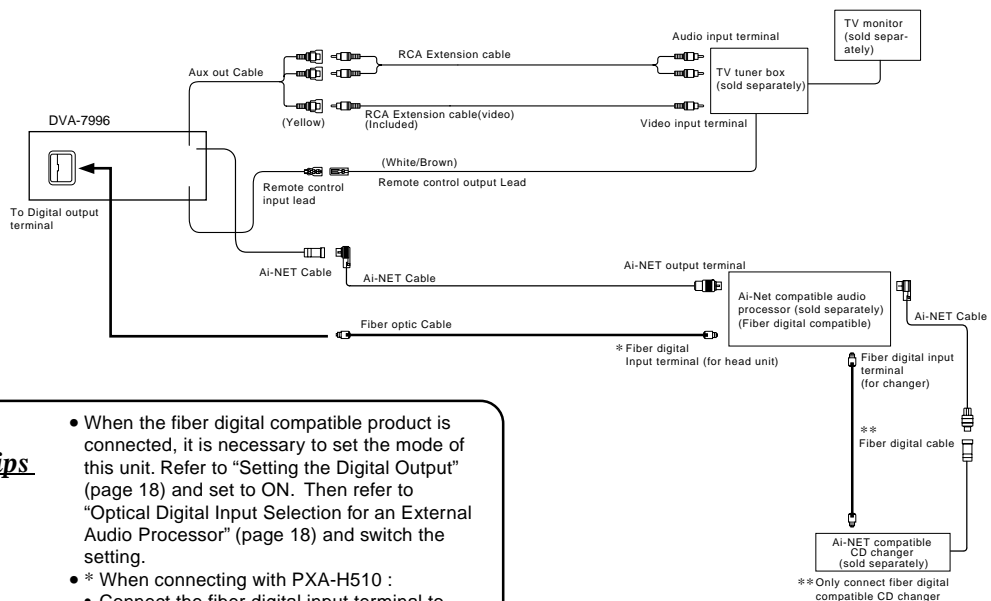 TV monitor
(sold separ-
ately)
Audio input terminal
RCA Extension cable
Aux out Cable
TV tuner box
(sold separately)
(Yellow)
RCA Extension cable(video)
(Included)
Video input terminal
DVA-7996
(White/Brown)
Remote control
input lead
Remote control output Lead
To Digital output
terminal
Ai-NET Cable
Ai-NET Cable
Ai-NET output terminal
Ai-Net compatible audio
processor (sold separately)
(Fiber digital compatible)
Ai-NET Cable
Fiber optic Cable
* Fiber digital
Input terminal (for head unit)
Fiber digital input
terminal
(for changer)
**
Fiber digital cable
Ai-NET compatible
CD changer
(sold separately)
**Only connect fiber digital
compatible CD changer
ips
• When the fiber digital compatible product is
connected, it is necessary to set the mode of
this unit. Refer to “Setting the Digital Output”
(page 18) and set to ON. Then refer to
“Optical Digital Input Selection for an External
Audio Processor” (page 18) and switch the
setting.
• * When connecting with PXA-H510 :
• Connect the fiber digital input terminal to